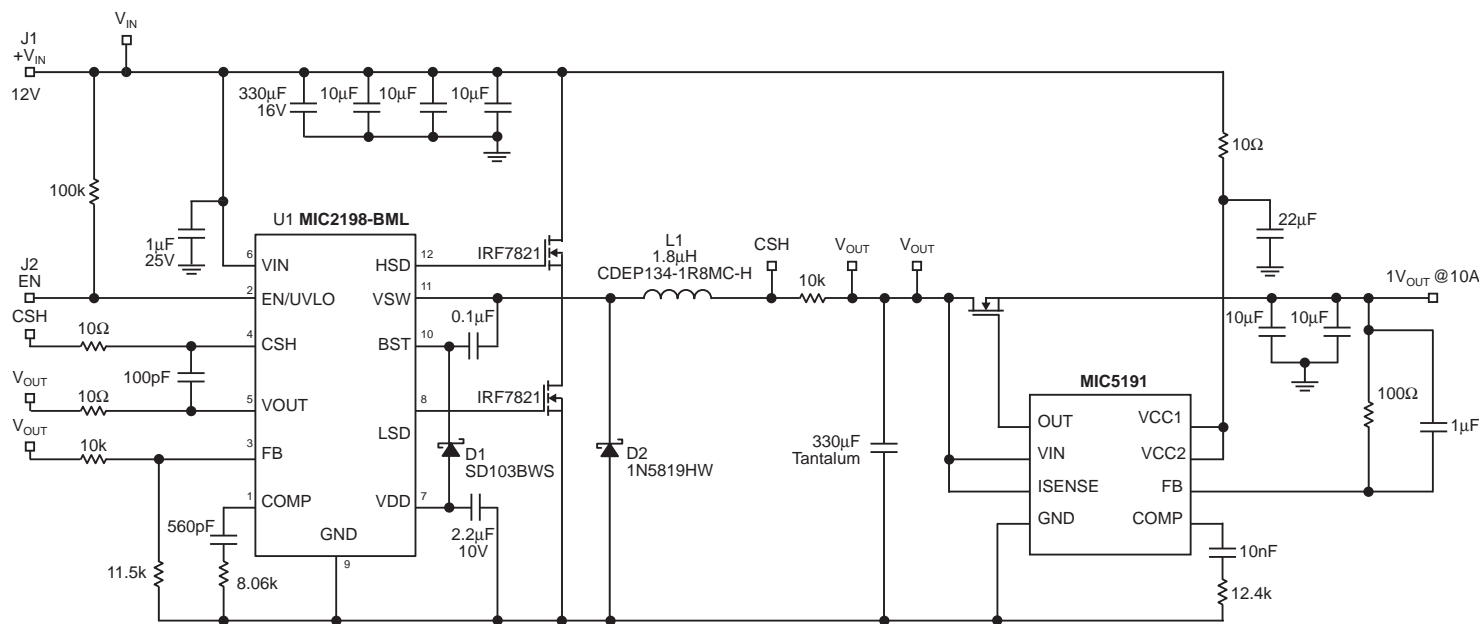 VIN
J1
+VIN
12V
330µF
16V
10µF
10µF
10µF
10Ω
100k
22µF
1µF
25V
U1 MIC2198-BML
J2
EN
6
VIN
HSD
12
IRF7821
2
EN/UVLO
VSW
11
L1
1.8µH
CDEP134-1R8MC-H
CSH
10k
VOUT
VOUT
1VOUT @10A
CSH
10Ω
4
CSH
BST
10
0.1µF
100pF
VOUT
10Ω
5
VOUT
8
IRF7821
LSD
VOUT
10k
3
FB
D1
SD103BWS
D2
1N5819HW
1
COMP
VDD
7
2.2µF
10V
GND
9
560pF
8.06k
11.5k
330µF
Tantalum
10µF
10µF
MIC5191
OUT
VCC1
VIN
VCC2
ISENSE
FB
GND
COMP
100Ω
1µF
10nF
12.4k